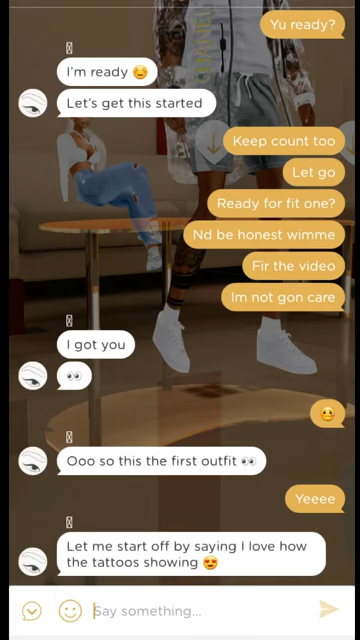 Yu ready?
I'm ready 😊
Let's get this started
Keep count too
Let go
Ready for fit one?
Nd be honest wimme
Fir the video
Im not gon care
I got you
👀
😀
Ooo so this the first outfit 👀
Yeeee
Let me start off by saying I love how
the tattoos showing 😍
Say something...